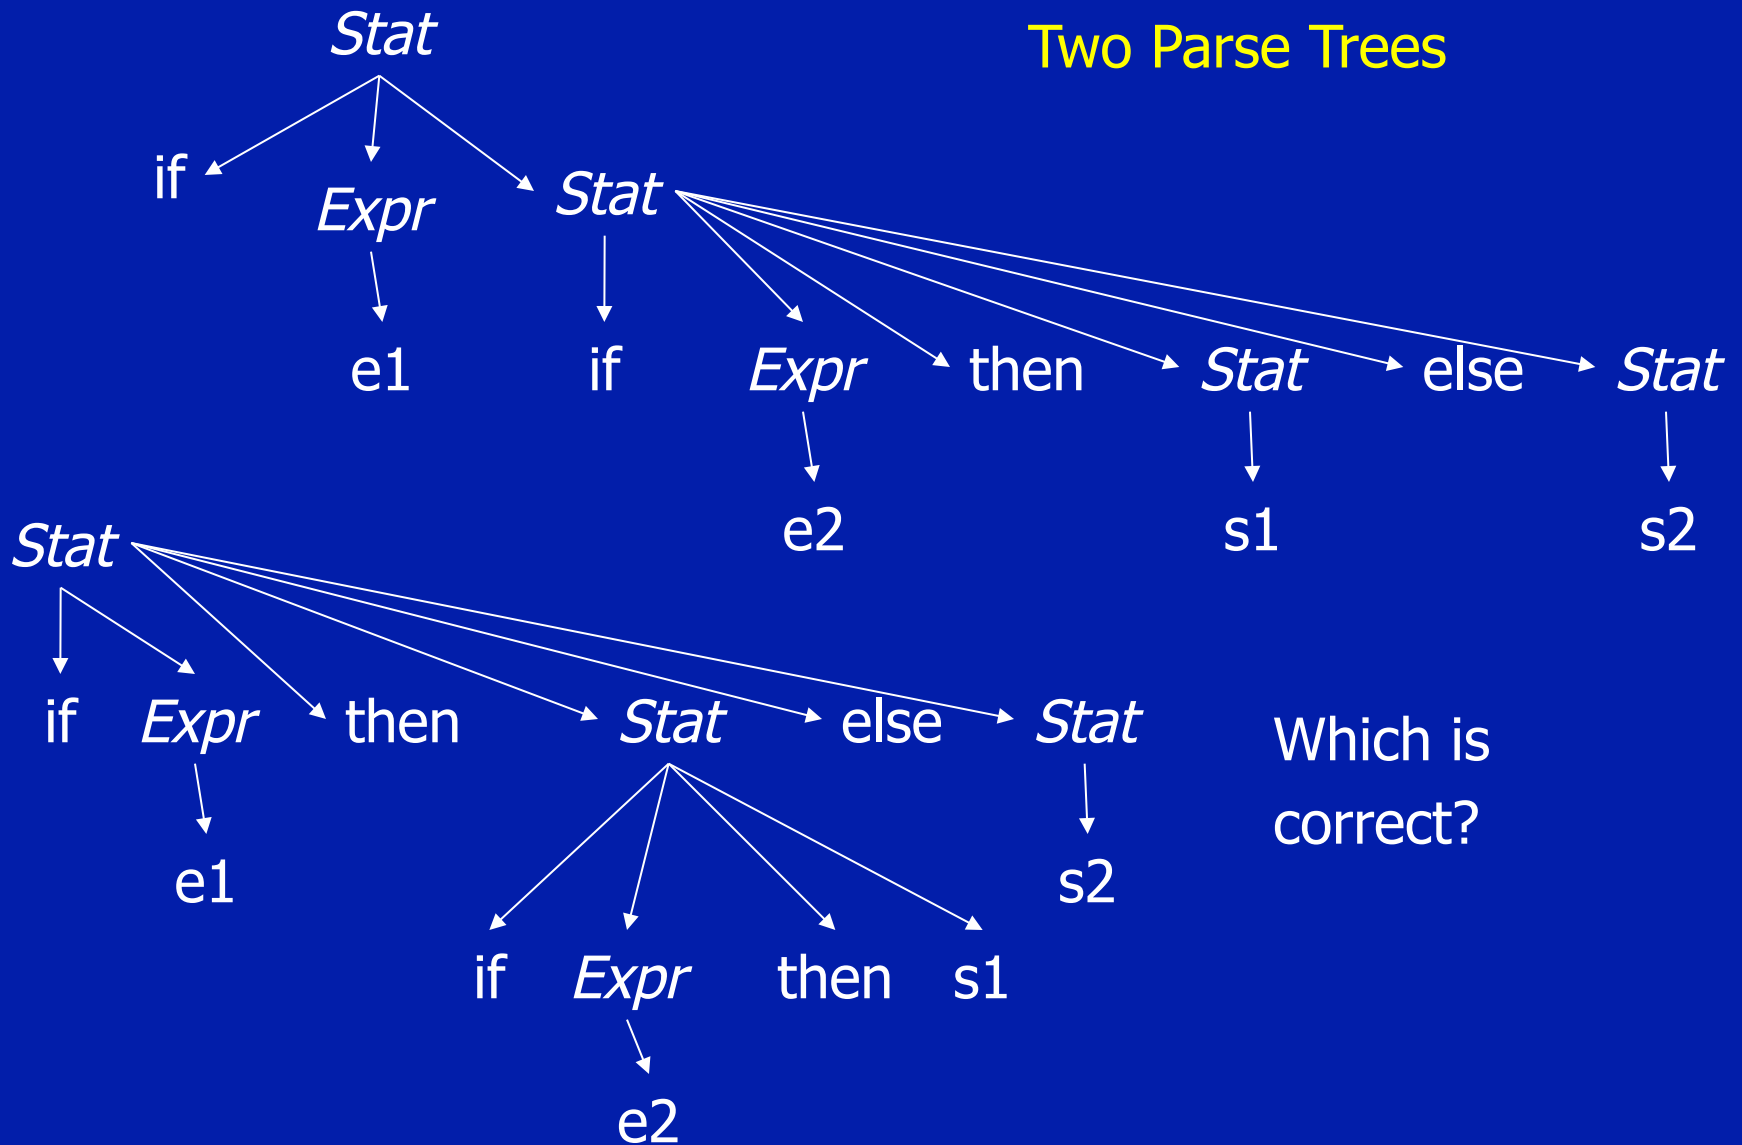 Two Parse Trees
Stat
if
Expr
Stat
e1
if
Expr
then
Stat
else
Stat
e2
s1
s2
Stat
if
Expr
then
Stat
else
Stat
e1
s2
if
Expr
then
s1
e2
Which is
correct?